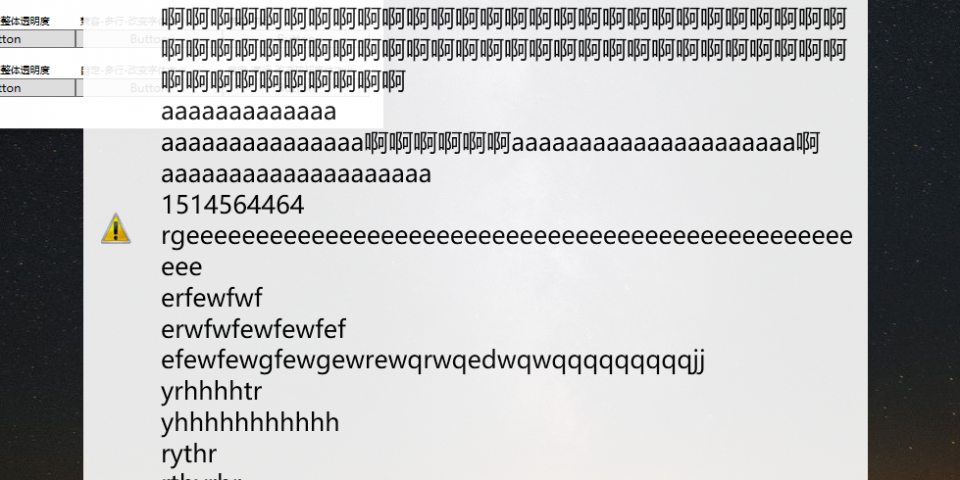 整体透明度
tton
Button
整体透明度
tton
Button
啊啊啊啊啊啊啊啊啊啊啊啊啊啊啊啊啊啊啊啊啊啊啊啊啊啊啊啊
啊啊啊啊啊啊啊啊啊啊啊啊啊啊啊啊啊啊啊啊啊啊啊啊啊啊啊啊
啊啊啊啊啊啊啊啊啊啊
aaaaaaaaaaaaa
aaaaaaaaaaaaaaa啊啊啊啊啊啊aaaaaaaaaaaaaaaaaaaaa啊
aaaaaaaaaaaaaaaaaaaa
1514564464
rgeeeeeeeeeeeeeeeeeeeeeeeeeeeeeeeeeeeeeeeeeeeeeeee
eee
erfewfwf
erwfwfewfewfef
efewfewgfewgewrewqrwqedwqwqqqqqqqqqjj
yrhhhhtr
yhhhhhhhhhhh
rythr